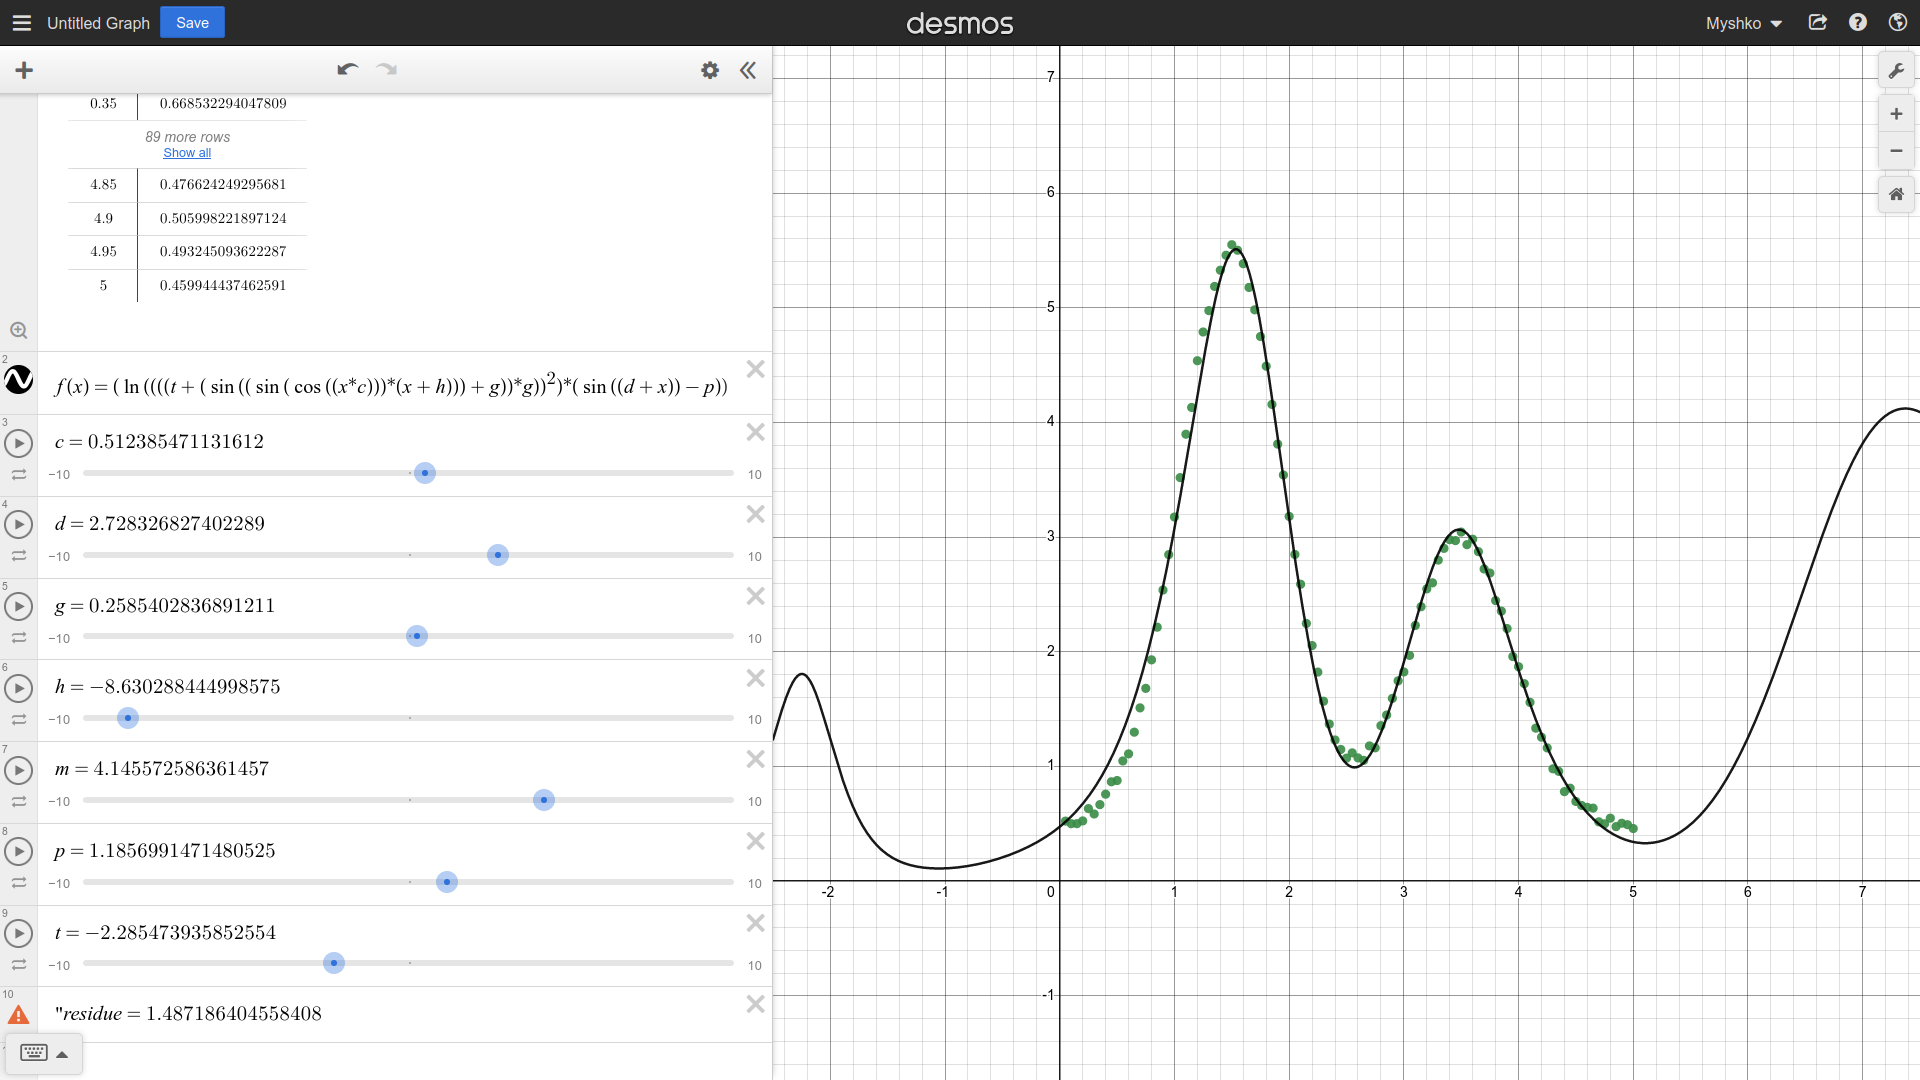 Untitled Graph Save desmos Myshko
0.35 0.668532294047809
89 more rows
Show all
4.85 0.476624249295681
4.9 0.505998221897124
4.95 0.493245093622287
5 0.459944437462591
2 f(x) = ( ln ((((t + ( sin (( sin ( cos ((x*c)))*(x + h))) + g))*g))²)*( sin ((d + x)) − p))
3 c = 0.512385471131612
−10 10
4 d = 2.728326827402289
−10 10
5 g = 0.2585402836891211
−10 10
6 h = −8.630288444998575
−10 10
7 m = 4.145572586361457
−10 10
8 p = 1.1856991471480525
−10 10
9 t = −2.285473935852554
−10 10
10 "residue = 1.487186404558408
7
6
5
4
3
2
1
-2 -1 0 1 2 3 4 5 6 7
-1